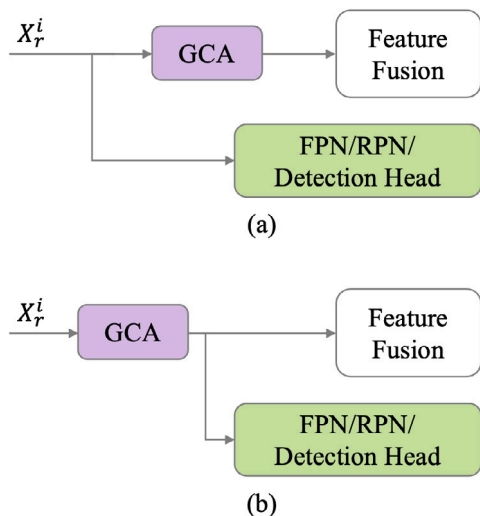 $X_r^i$
GCA
Feature
Fusion
FPN/RPN/
Detection Head
(a)
$X_r^i$
GCA
Feature
Fusion
FPN/RPN/
Detection Head
(b)